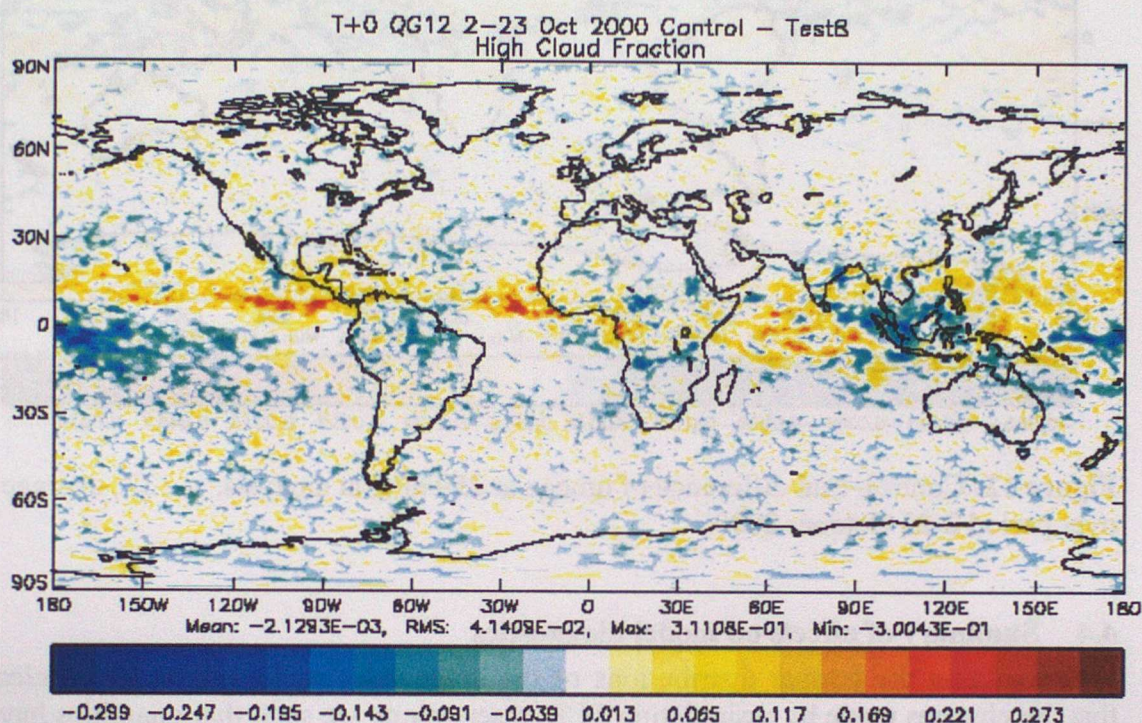 T+0 QG12 2-23 Oct 2000 Control - Test8
High Cloud Fraction
90N
60N
30N
0
30S
60S
90S
180 150W 120W 90W 60W 30W 0 30E 60E 90E 120E 150E 180
Mean: -2.1293E-03, RMS: 4.1409E-02, Max: 3.1108E-01, Min: -3.0043E-01
-0.299 -0.247 -0.195 -0.143 -0.091 -0.039 0.013 0.065 0.117 0.169 0.221 0.273